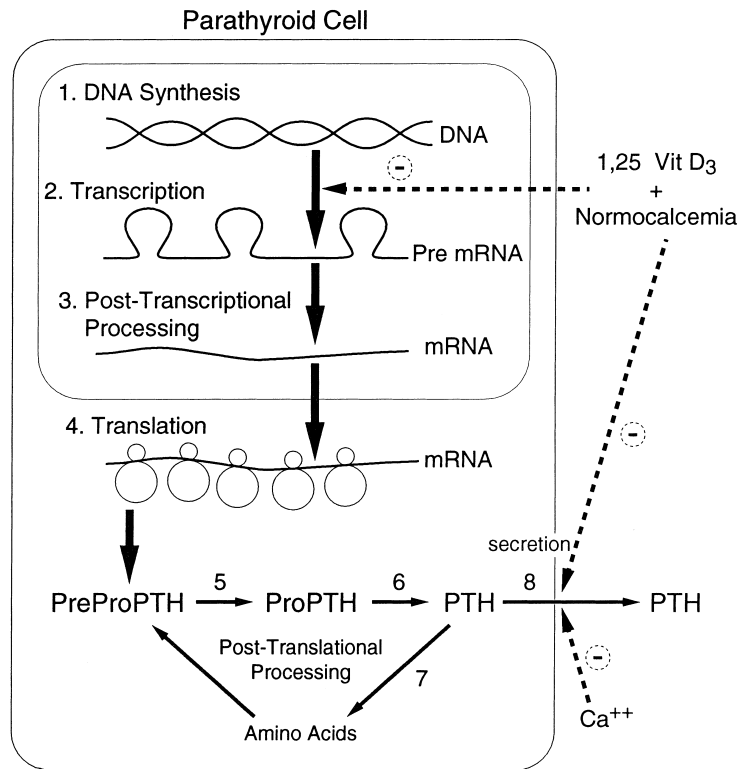 Parathyroid Cell
1. DNA Synthesis
DNA
-
1,25 Vit D3
+
Normocalcemia
2. Transcription
Pre mRNA
3. Post-Transcriptional
Processing
mRNA
4. Translation
mRNA
-
secretion
PreProPTH
5
ProPTH
6
PTH
8
PTH
Post-Translational
Processing
7
-
Amino Acids
Ca++